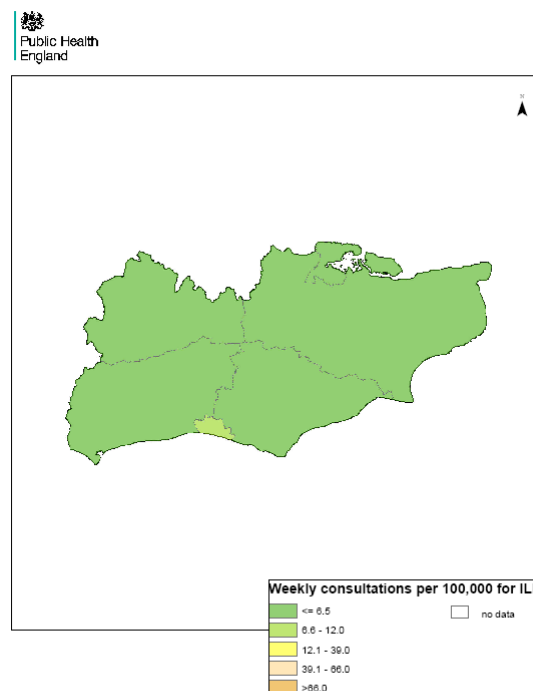 Public Health
England
N
Weekly consultations per 100,000 for IL
<= 6.5
no data
6.6 - 12.0
12.1 - 39.0
39.1 - 66.0
>66.0